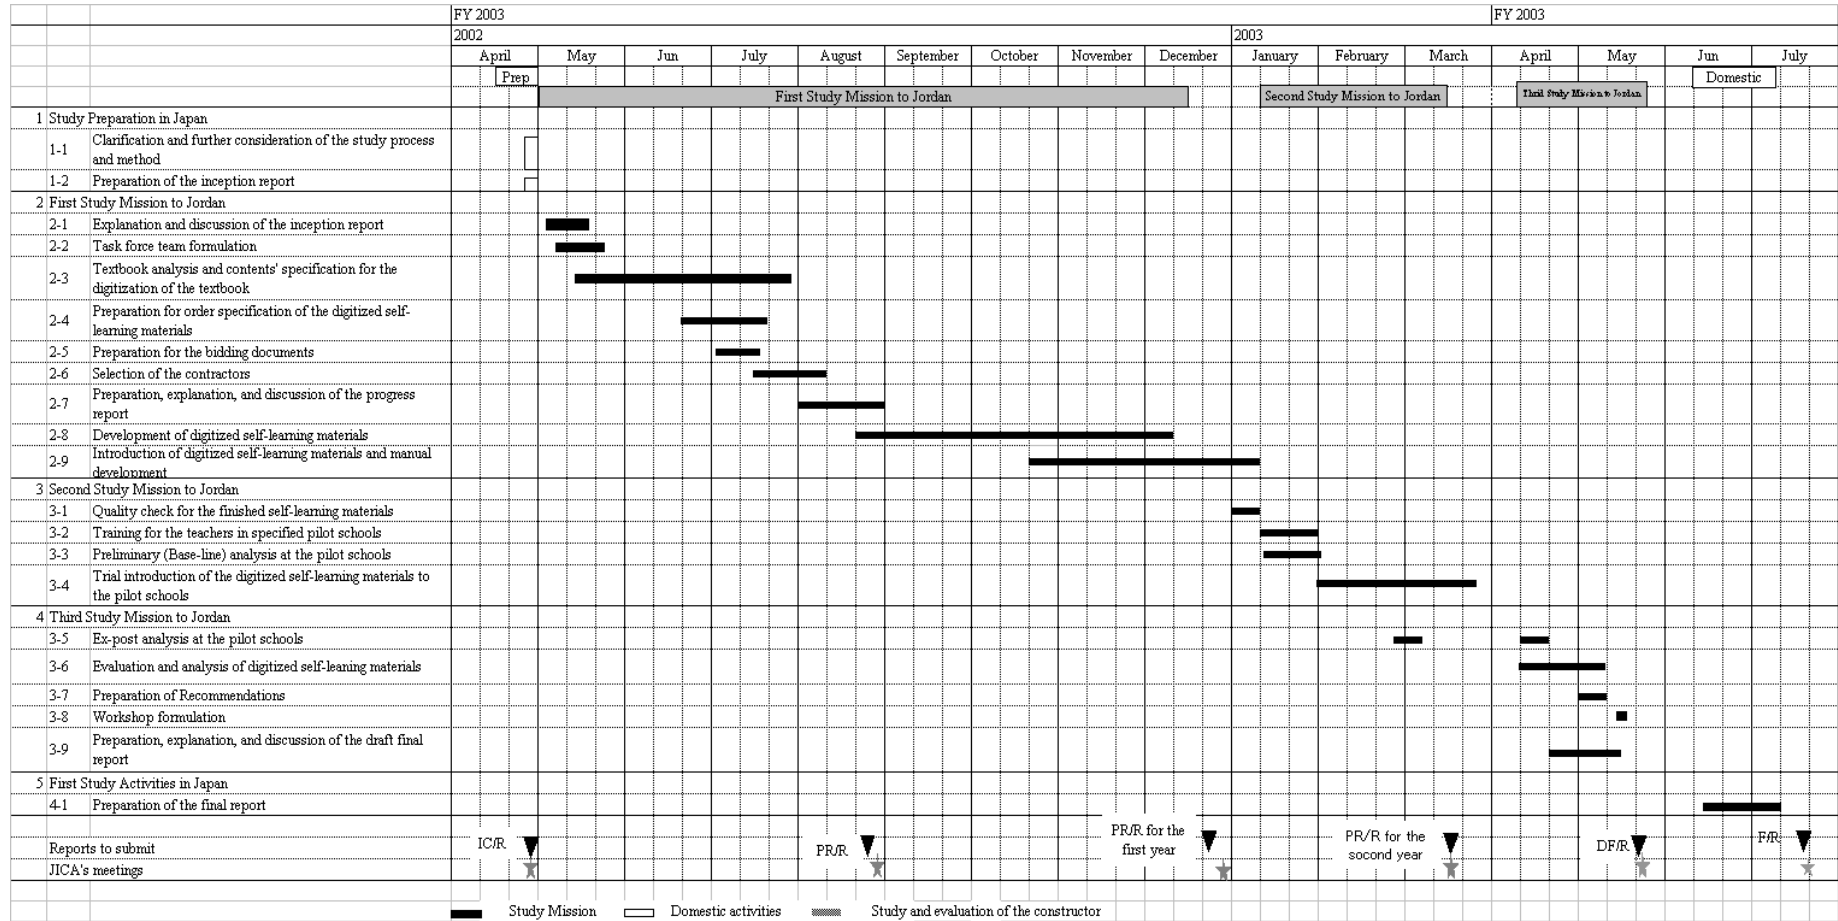 FY 2003 FY 2003
2002 2003
April May Jun July August September October November December January February March April May Jun July
Prep Domestic
First Study Mission to Jordan Second Study Mission to Jordan Third Study Mission to Jordan
1 Study Preparation in Japan
1-1 Clarification and further consideration of the study process
and method
1-2 Preparation of the inception report
2 First Study Mission to Jordan
2-1 Explanation and discussion of the inception report
2-2 Task force team formulation
2-3 Textbook analysis and contents' specification for the
digitization of the textbook
2-4 Preparation for order specification of the digitized self-
learning materials
2-5 Preparation for the bidding documents
2-6 Selection of the contractors
2-7 Preparation, explanation, and discussion of the progress
report
2-8 Development of digitized self-learning materials
2-9 Introduction of digitized self-learning materials and manual
development
3 Second Study Mission to Jordan
3-1 Quality check for the finished self-learning materials
3-2 Training for the teachers in specified pilot schools
3-3 Preliminary (Base-line) analysis at the pilot schools
3-4 Trial introduction of the digitized self-learning materials to
the pilot schools
4 Third Study Mission to Jordan
3-5 Ex-post analysis at the pilot schools
3-6 Evaluation and analysis of digitized self-leaning materials
3-7 Preparation of Recommendations
3-8 Workshop formulation
3-9 Preparation, explanation, and discussion of the draft final
report
5 First Study Activities in Japan
4-1 Preparation of the final report
Reports to submit IC/R PR/R PR/R for the
first year PR/R for the
socond year DF/R F/R
JICA's meetings
Study Mission Domestic activities Study and evaluation of the constructor